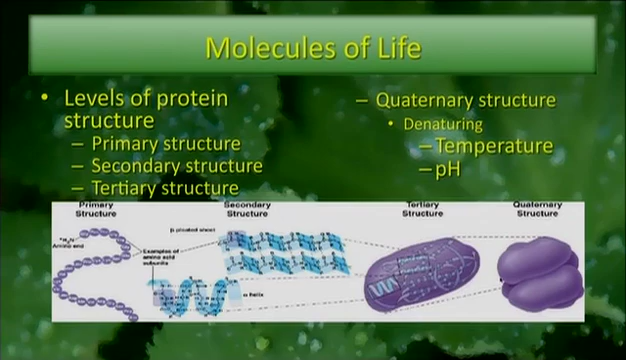 Molecules of Life
• Levels of protein
structure
– Primary structure
– Secondary structure
– Tertiary structure
– Quaternary structure
• Denaturing
–Temperature
–pH
Primary
Structure
Secondary
Structure
Tertiary
Structure
Quaternary
Structure
β pleated sheet
Amino end
Examples of
amino acid
subunits
α helix